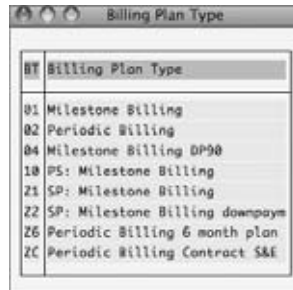 Billing Plan Type
BT Billing Plan Type
01 Milestone Billing
02 Periodic Billing
04 Milestone Billing DP90
10 PS: Milestone Billing
Z1 SP: Milestone Billing
Z2 SP: Milestone Billing downpaym
Z6 Periodic Billing 6 month plan
ZC Periodic Billing Contract S&E